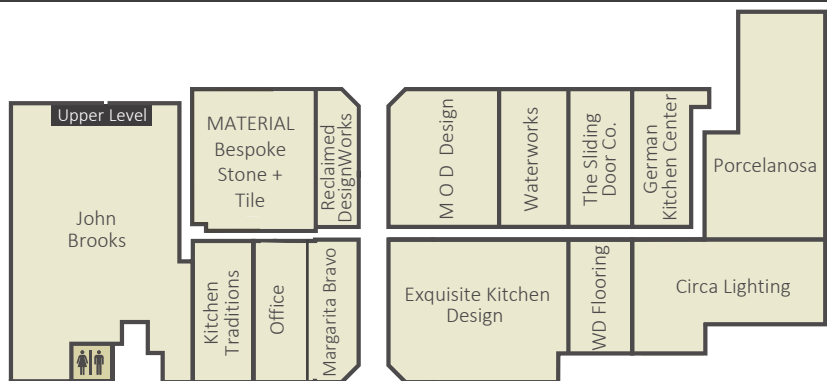 Upper Level
John
Brooks
MATERIAL
Bespoke
Stone +
Tile
Reclaimed
DesignWorks
M O D Design
Waterworks
The Sliding
Door Co.
German
Kitchen Center
Porcelanosa
Kitchen
Traditions
Office
Margarita Bravo
Exquisite Kitchen
Design
WD Flooring
Circa Lighting